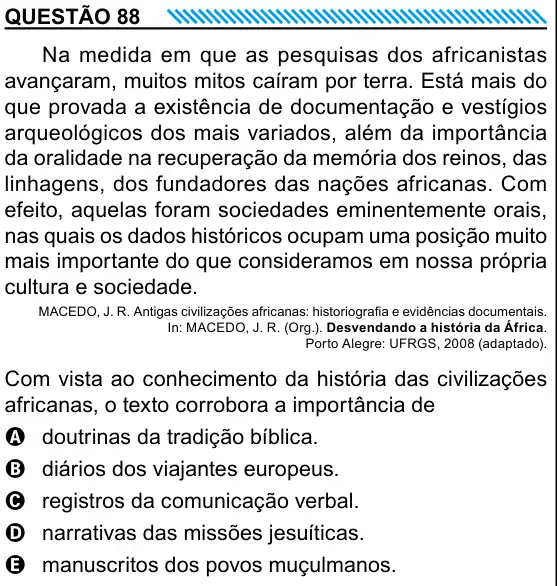 QUESTÃO 88
Na medida em que as pesquisas dos africanistas
avançaram, muitos mitos caíram por terra. Está mais do
que provada a existência de documentação e vestígios
arqueológicos dos mais variados, além da importância
da oralidade na recuperação da memória dos reinos, das
linhagens, dos fundadores das nações africanas. Com
efeito, aquelas foram sociedades eminentemente orais,
nas quais os dados históricos ocupam uma posição muito
mais importante do que consideramos em nossa própria
cultura e sociedade.
MACEDO, J. R. Antigas civilizações africanas: historiografia e evidências documentais.
In: MACEDO, J. R. (Org.). Desvendando a história da África.
Porto Alegre: UFRGS, 2008 (adaptado).
Com vista ao conhecimento da história das civilizações
africanas, o texto corrobora a importância de
A doutrinas da tradição bíblica.
B diários dos viajantes europeus.
C registros da comunicação verbal.
D narrativas das missões jesuíticas.
E manuscritos dos povos muçulmanos.